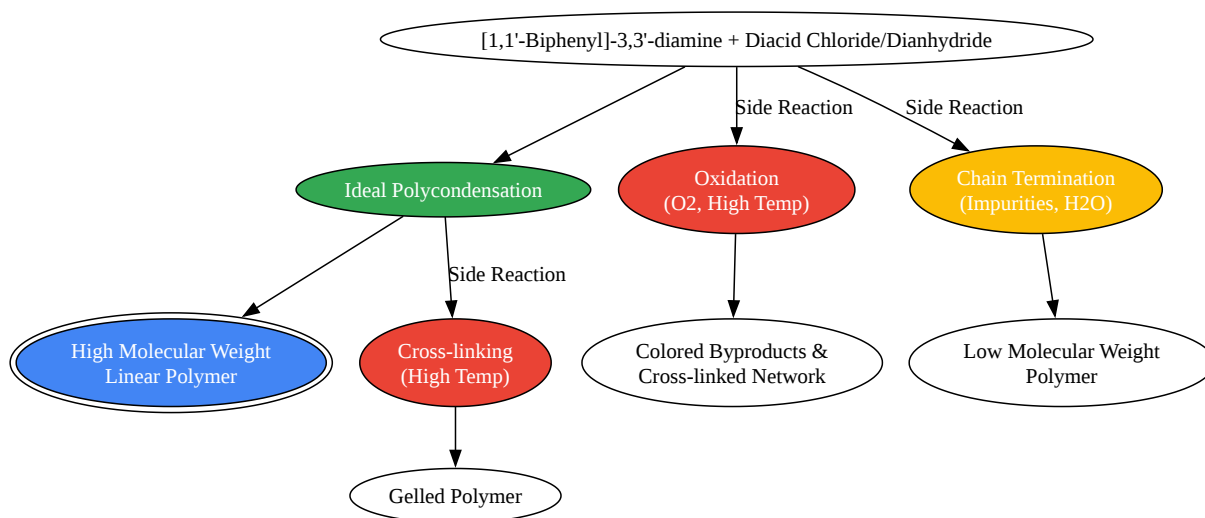 [1,1'-Biphenyl]-3,3'-diamine + Diacid Chloride/Dianhydride
Side Reaction
Side Reaction
Ideal Polycondensation
Oxidation
(O2, High Temp)
Chain Termination
(Impurities, H2O)
Side Reaction
High Molecular Weight
Linear Polymer
Cross-linking
(High Temp)
Colored Byproducts &
Cross-linked Network
Low Molecular Weight
Polymer
Gelled Polymer